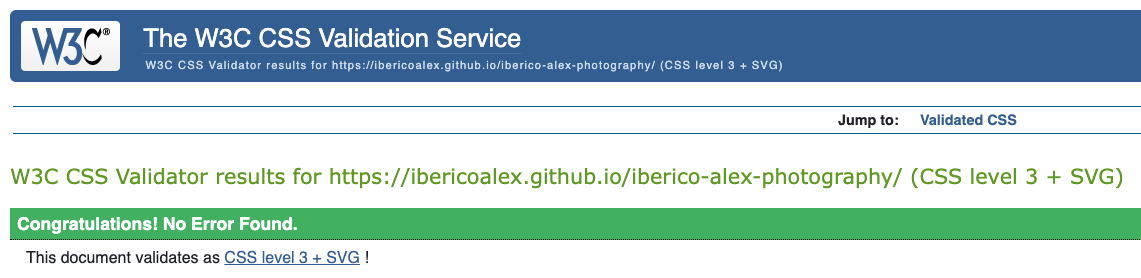 W3C® The W3C CSS Validation Service
W3C CSS Validator results for https://ibericoalex.github.io/iberico-alex-photography/ (CSS level 3 + SVG)
Jump to: Validated CSS
W3C CSS Validator results for https://ibericoalex.github.io/iberico-alex-photography/ (CSS level 3 + SVG)
Congratulations! No Error Found.
This document validates as CSS level 3 + SVG !